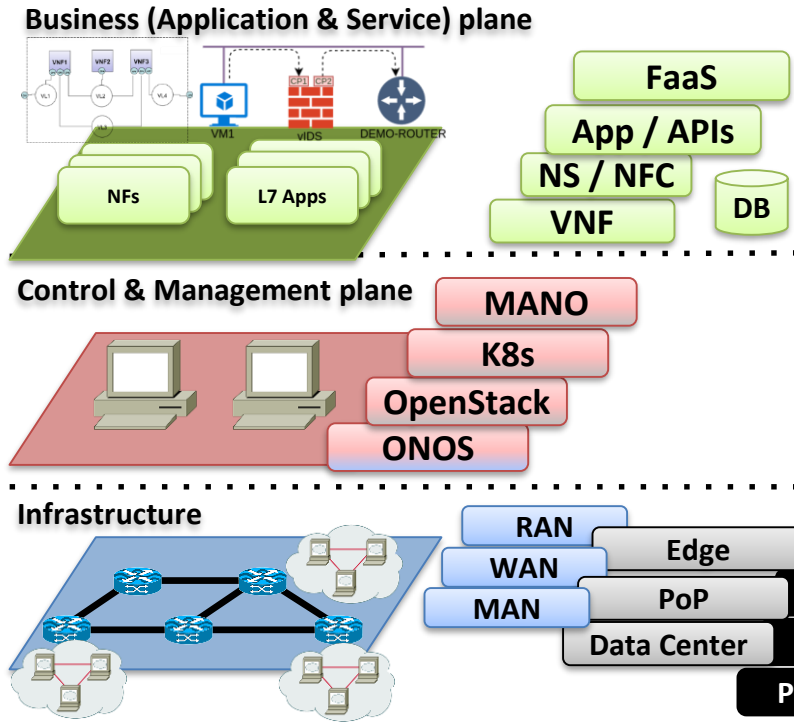 Business (Application & Service) plane
VNF1
VNF2
VNF3
VL1
VL2
VL4
VL3
VM1
CP1
CP2
vIDS
DEMO-ROUTER
NFs
L7 Apps
FaaS
App / APIs
NS / NFC
VNF
DB
Control & Management plane
MANO
K8s
OpenStack
ONOS
Infrastructure
RAN
WAN
MAN
Edge
PoP
Data Center
P